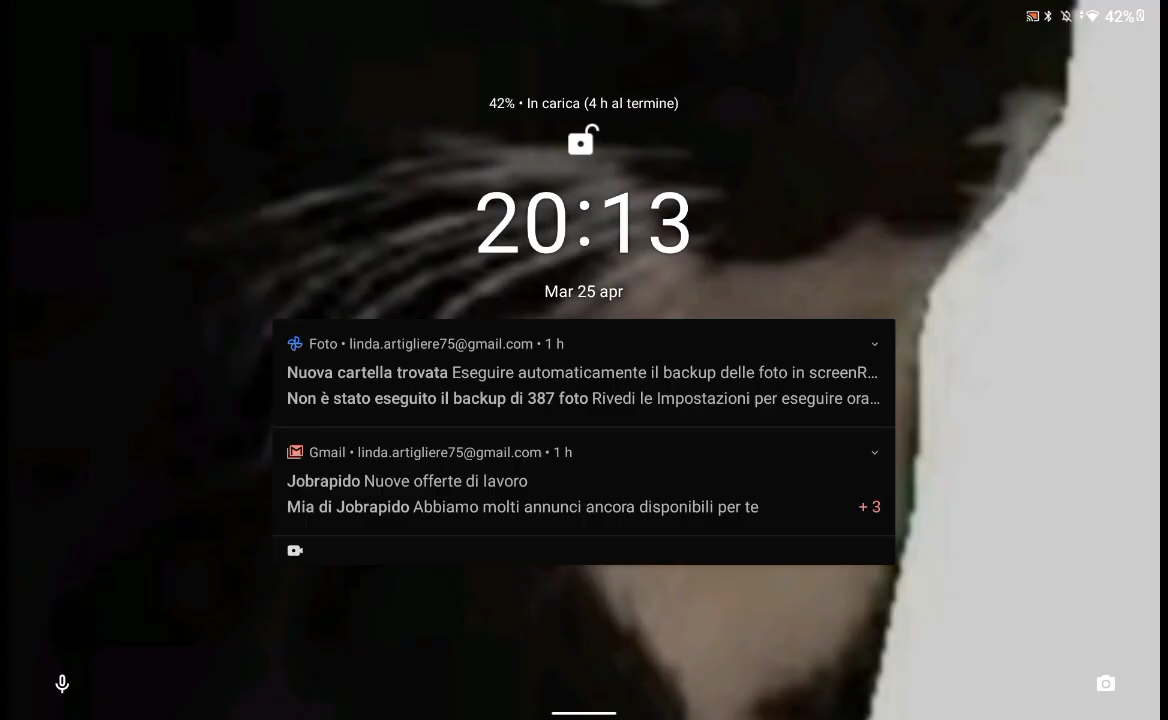 42%
42% • In carica (4 h al termine)
20:13
Mar 25 apr
Foto • linda.artigliere75@gmail.com • 1 h
Nuova cartella trovata Eseguire automaticamente il backup delle foto in screenR...
Non è stato eseguito il backup di 387 foto Rivedi le Impostazioni per eseguire ora...
Gmail • linda.artigliere75@gmail.com • 1 h
Jobrapido Nuove offerte di lavoro
Mia di Jobrapido Abbiamo molti annunci ancora disponibili per te + 3